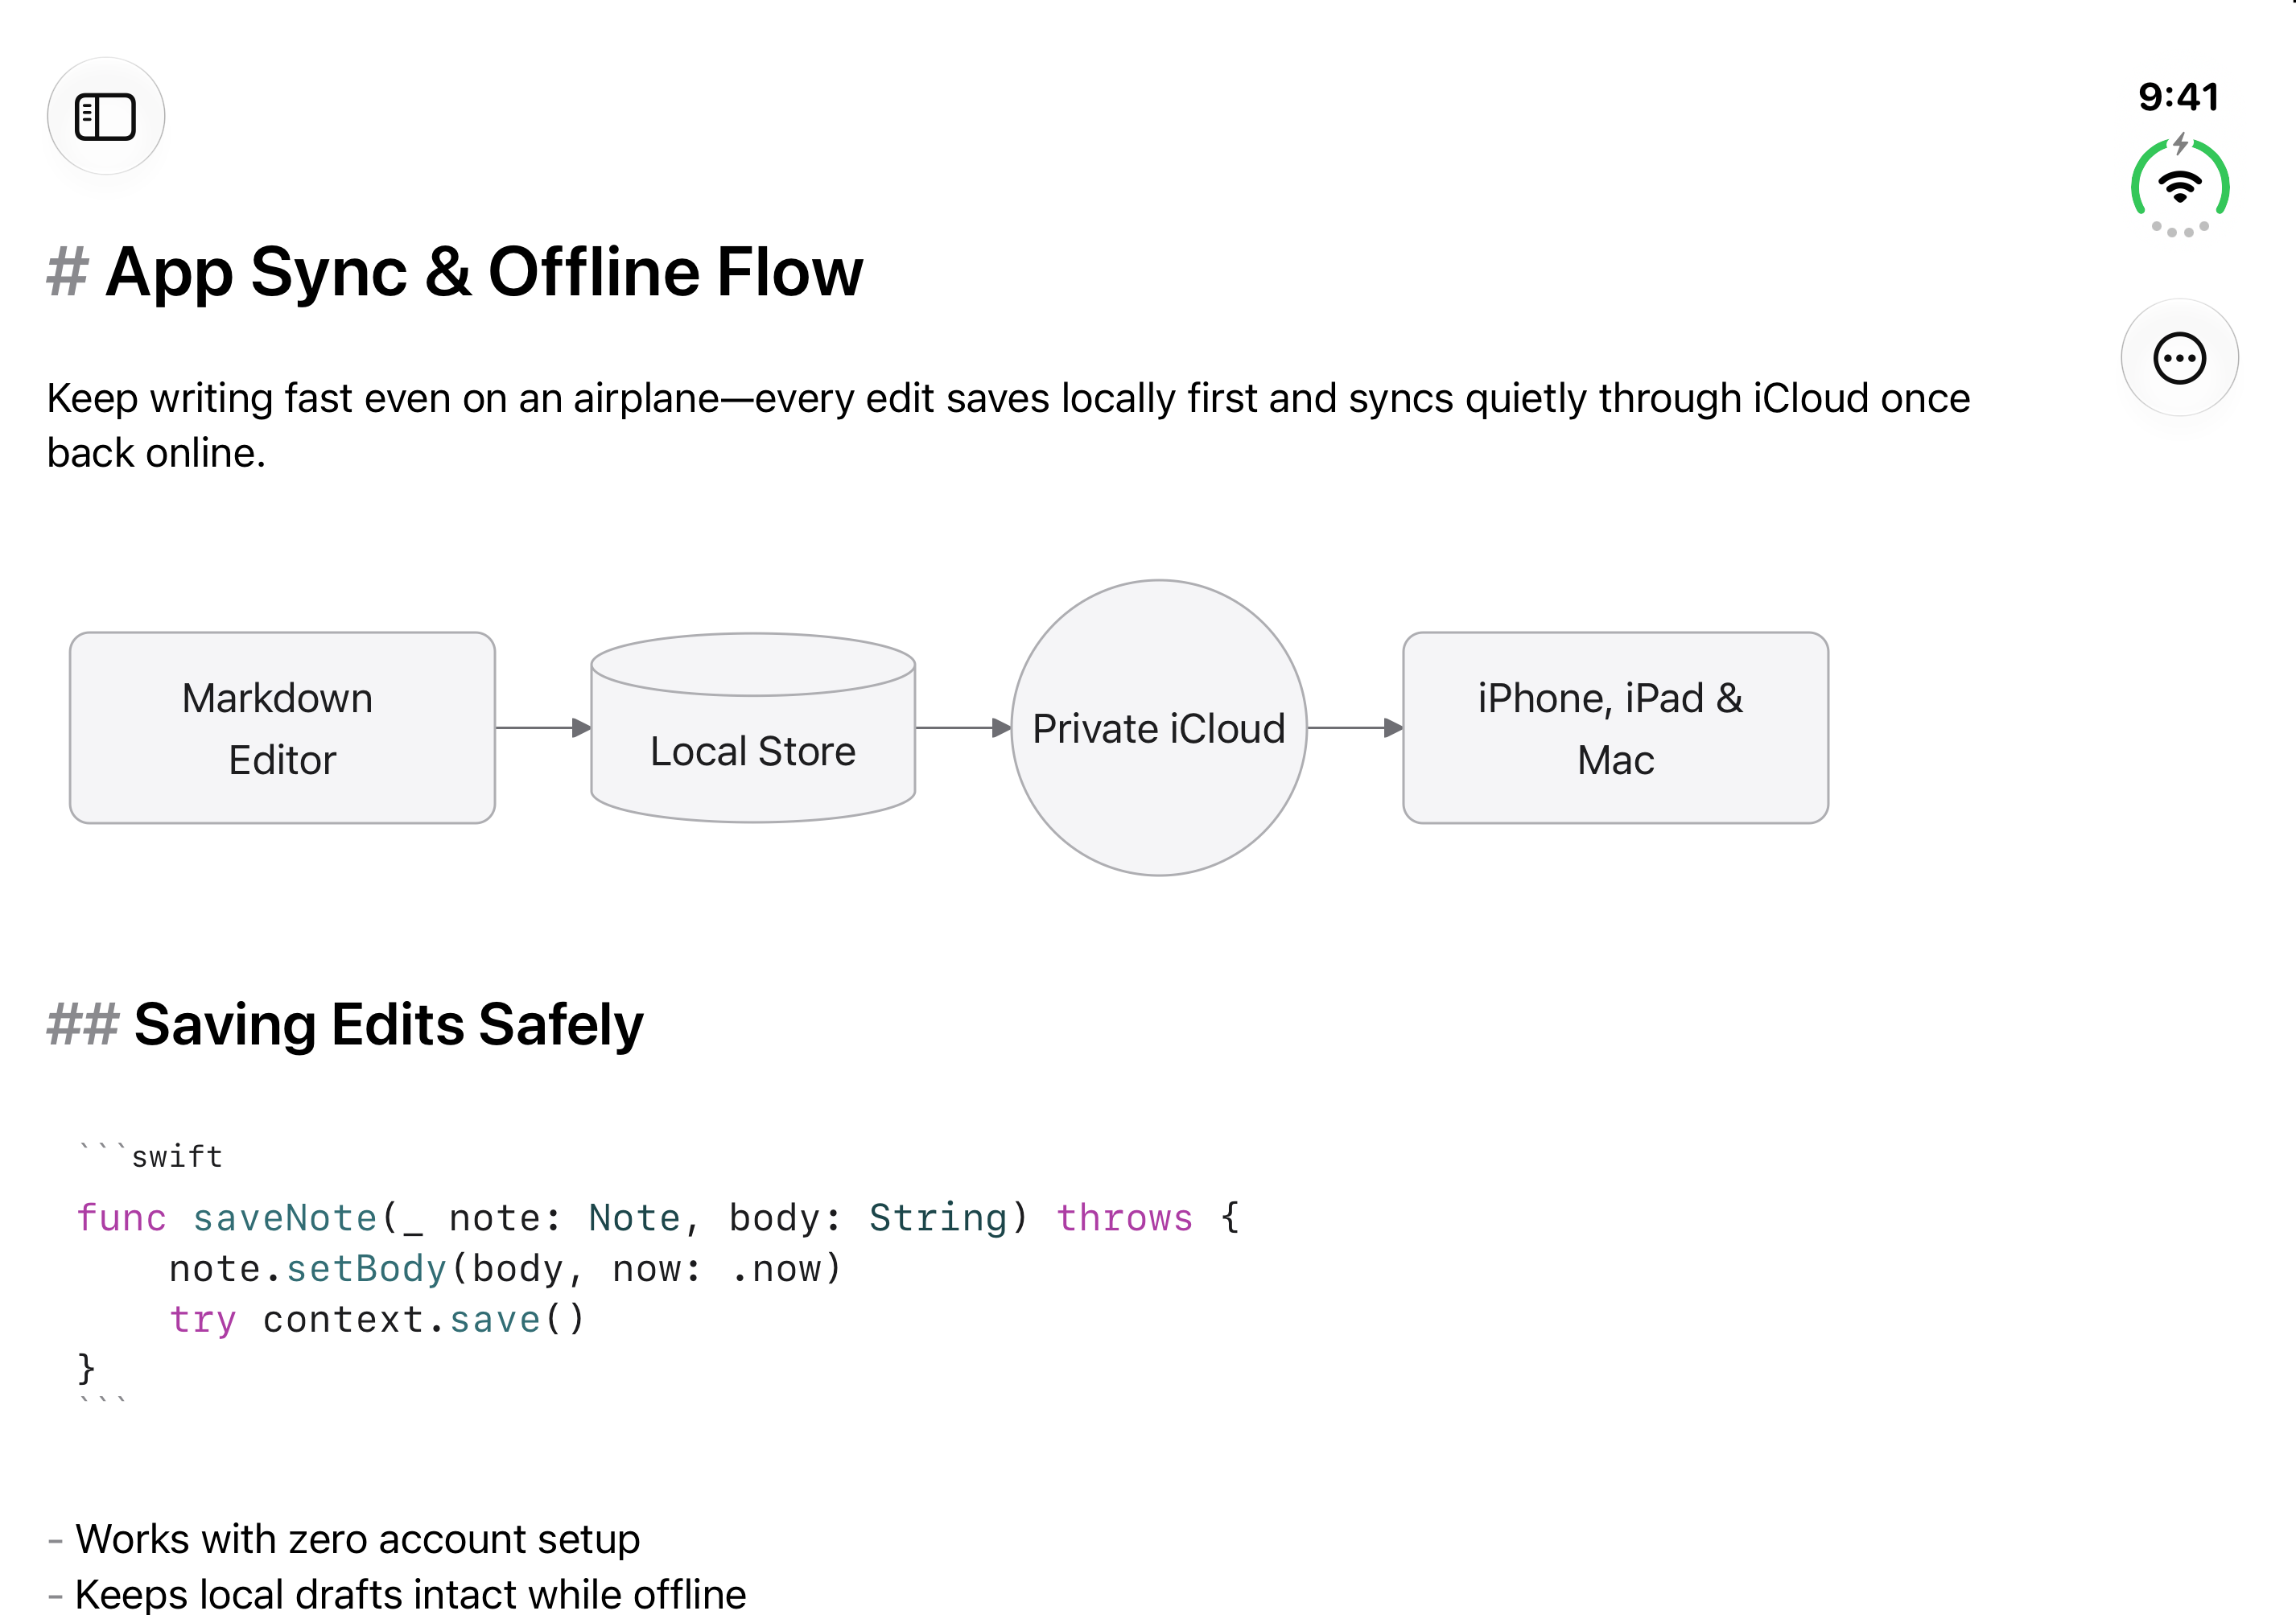 9:41
# App Sync & Offline Flow
Keep writing fast even on an airplane—every edit saves locally first and syncs quietly through iCloud once
back online.
Markdown
Editor
Local Store
Private iCloud
iPhone, iPad &
Mac
## Saving Edits Safely
```swift
func saveNote(_ note: Note, body: String) throws {
    note.setBody(body, now: .now)
    try context.save()
}
```
- Works with zero account setup
- Keeps local drafts intact while offline